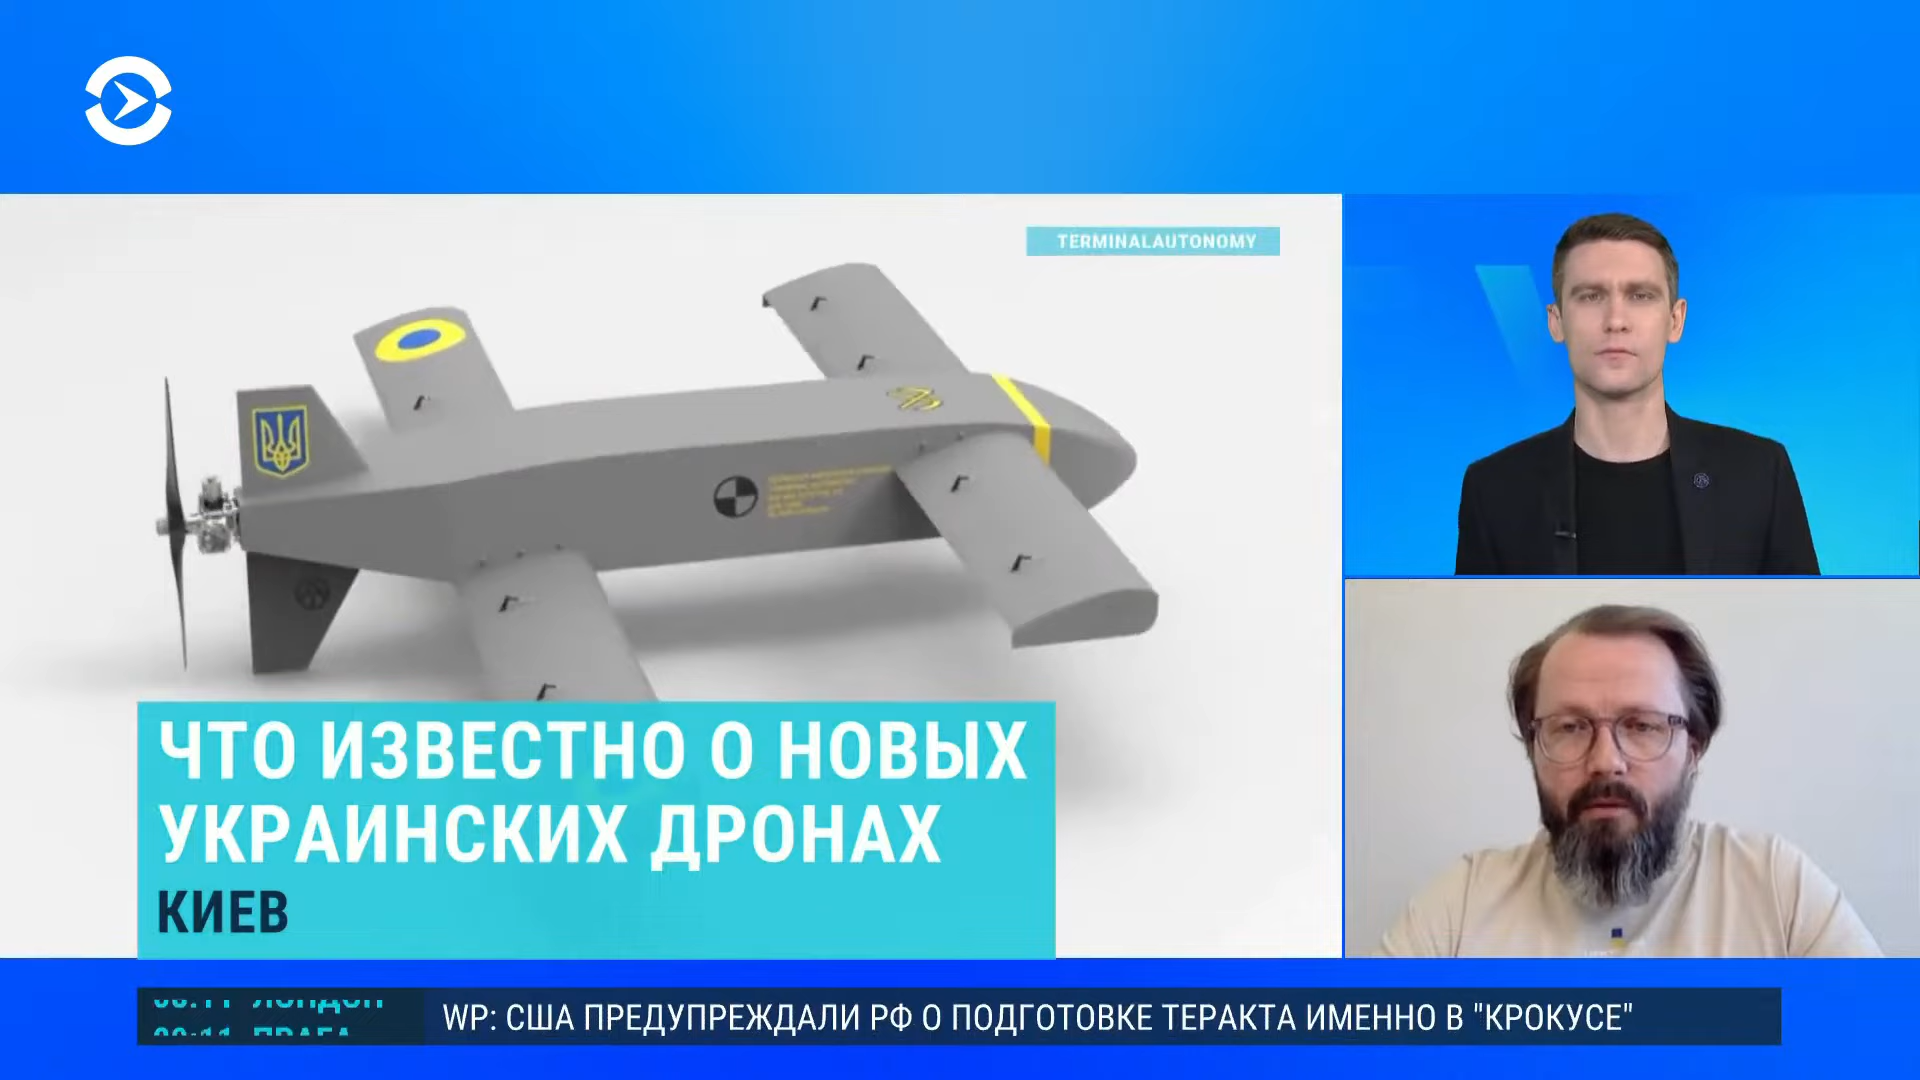 TERMINALAUTONOMY
ЧТО ИЗВЕСТНО О НОВЫХ
УКРАИНСКИХ ДРОНАХ
КИЕВ
WP: США ПРЕДУПРЕЖДАЛИ РФ О ПОДГОТОВКЕ ТЕРАКТА ИМЕННО В "КРОКУСЕ"